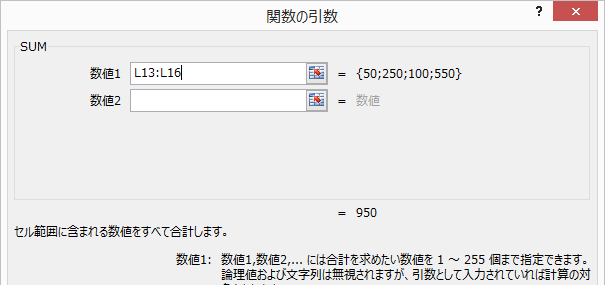 関数の引数
?
SUM
数値1 L13:L16 = {50;250;100;550}
数値2 = 数値
= 950
セル範囲に含まれる数値をすべて合計します。
数値1: 数値1,数値2,... には合計を求めたい数値を 1 ～ 255 個まで指定できます。
論理値および文字列は無視されますが、引数として入力されていれば計算の対